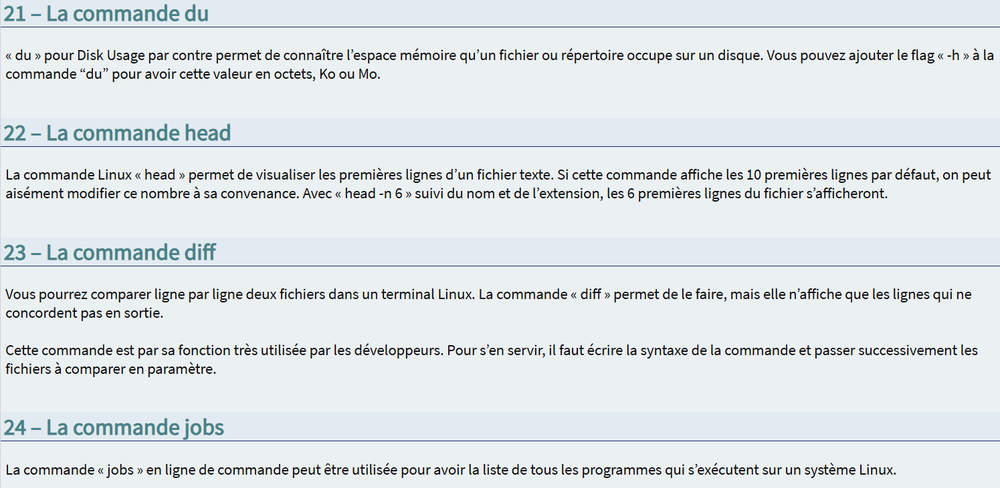 21 – La commande du
« du » pour Disk Usage par contre permet de connaître l’espace mémoire qu’un fichier ou répertoire occupe sur un disque. Vous pouvez ajouter le flag « -h » à la
commande “du” pour avoir cette valeur en octets, Ko ou Mo.
22 – La commande head
La commande Linux « head » permet de visualiser les premières lignes d’un fichier texte. Si cette commande affiche les 10 premières lignes par défaut, on peut
aisément modifier ce nombre à sa convenance. Avec « head -n 6 » suivi du nom et de l’extension, les 6 premières lignes du fichier s’afficheront.
23 – La commande diff
Vous pourrez comparer ligne par ligne deux fichiers dans un terminal Linux. La commande « diff » permet de le faire, mais elle n’affiche que les lignes qui ne
concordent pas en sortie.
Cette commande est par sa fonction très utilisée par les développeurs. Pour s’en servir, il faut écrire la syntaxe de la commande et passer successivement les
fichiers à comparer en paramètre.
24 – La commande jobs
La commande « jobs » en ligne de commande peut être utilisée pour avoir la liste de tous les programmes qui s’exécutent sur un système Linux.